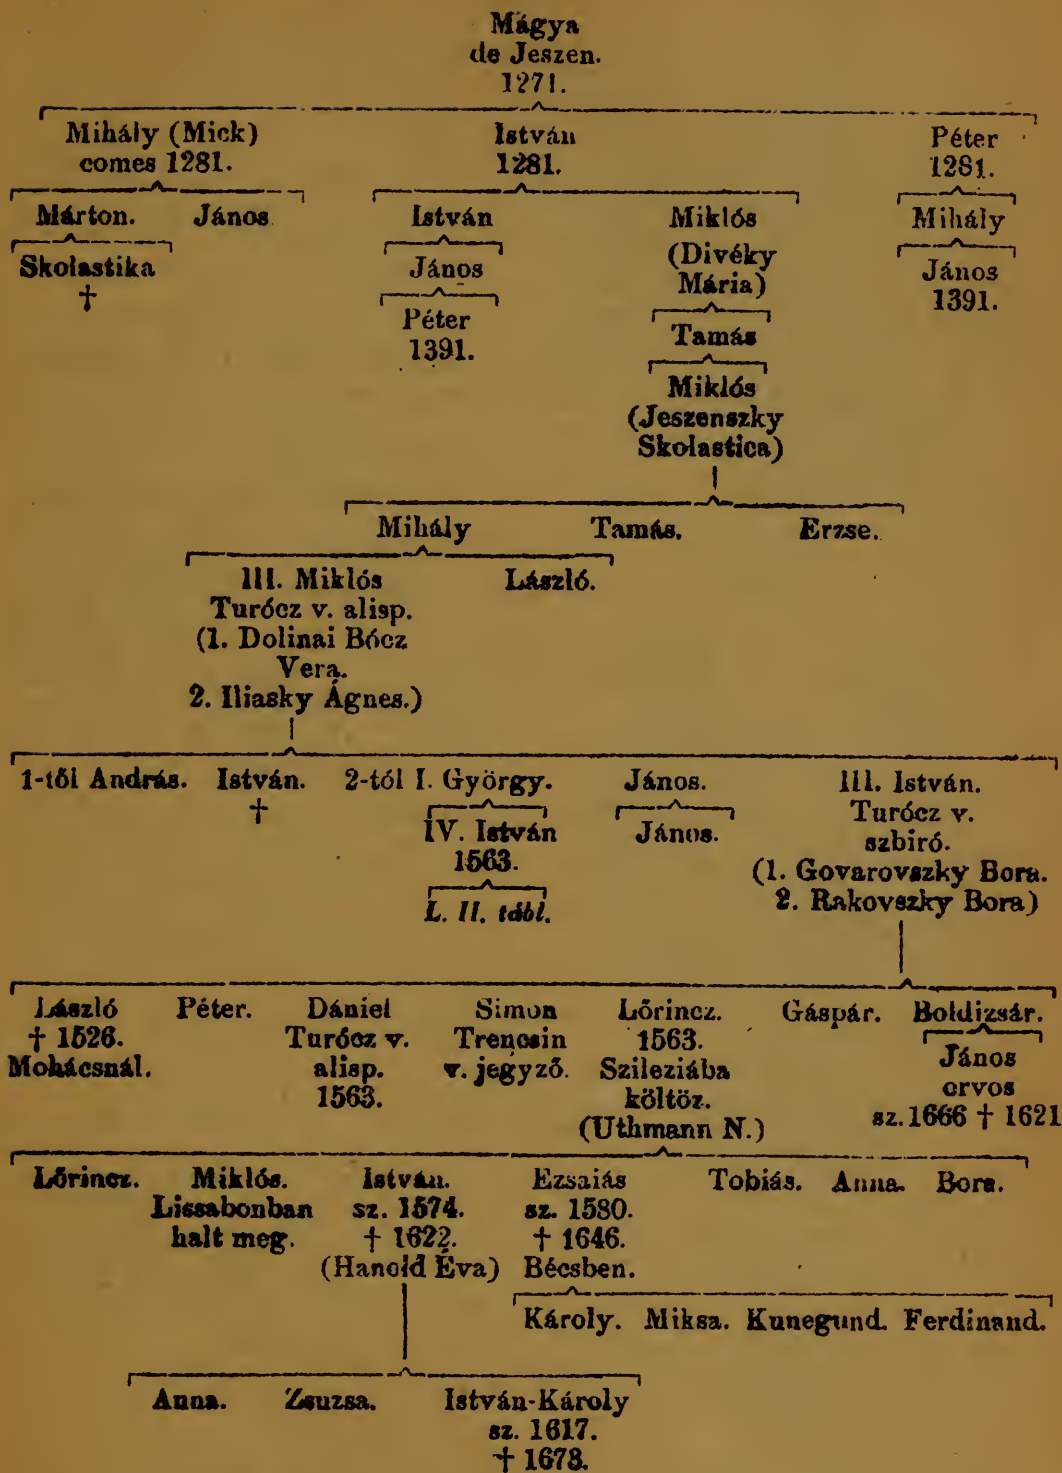 Mágya
de Jeszen.
1271.
Mihály (Mick) István Péter
comes 1281. 1281. 1281.
Márton. János István Miklós Mihály
Skolastika János (Divéky János
† Mária) 1391.
Péter Tamás
1391. Miklós
(Jeszenszky
Skolastica)
Mihály Tamás. Erzse.
III. Miklós László.
Turócz v. alisp.
(1. Dolinai Bócz
Vera.
2. Iliasky Ágnes.)
1-től András. István. 2-tól I. György. János. III. István.
† IV. István János. Turócz v.
1563. szbiró.
L. II. tábl. (1. Govarovszky Bora.
2. Rakovszky Bora)
László Péter. Dániel Simon Lőrincz. Gáspár. Boldizsár.
† 1526. Turócz v. Trencsin 1563. János
Mohácsnál. alisp. v. jegyző. Sziléziába orvos
1563. költöz. sz. 1666 † 1621
(Uthmann N.)
Lőrincz. Miklós. István. Ezsaiás Tobiás. Anna. Bora.
Lissabonban sz. 1574. sz. 1580.
halt meg. † 1622. † 1646.
(Hanold Éva) Bécsben.
Károly. Miksa. Kunegund. Ferdinand.
Anna. Zsuzsa. István-Károly
sz. 1617.
† 1678.